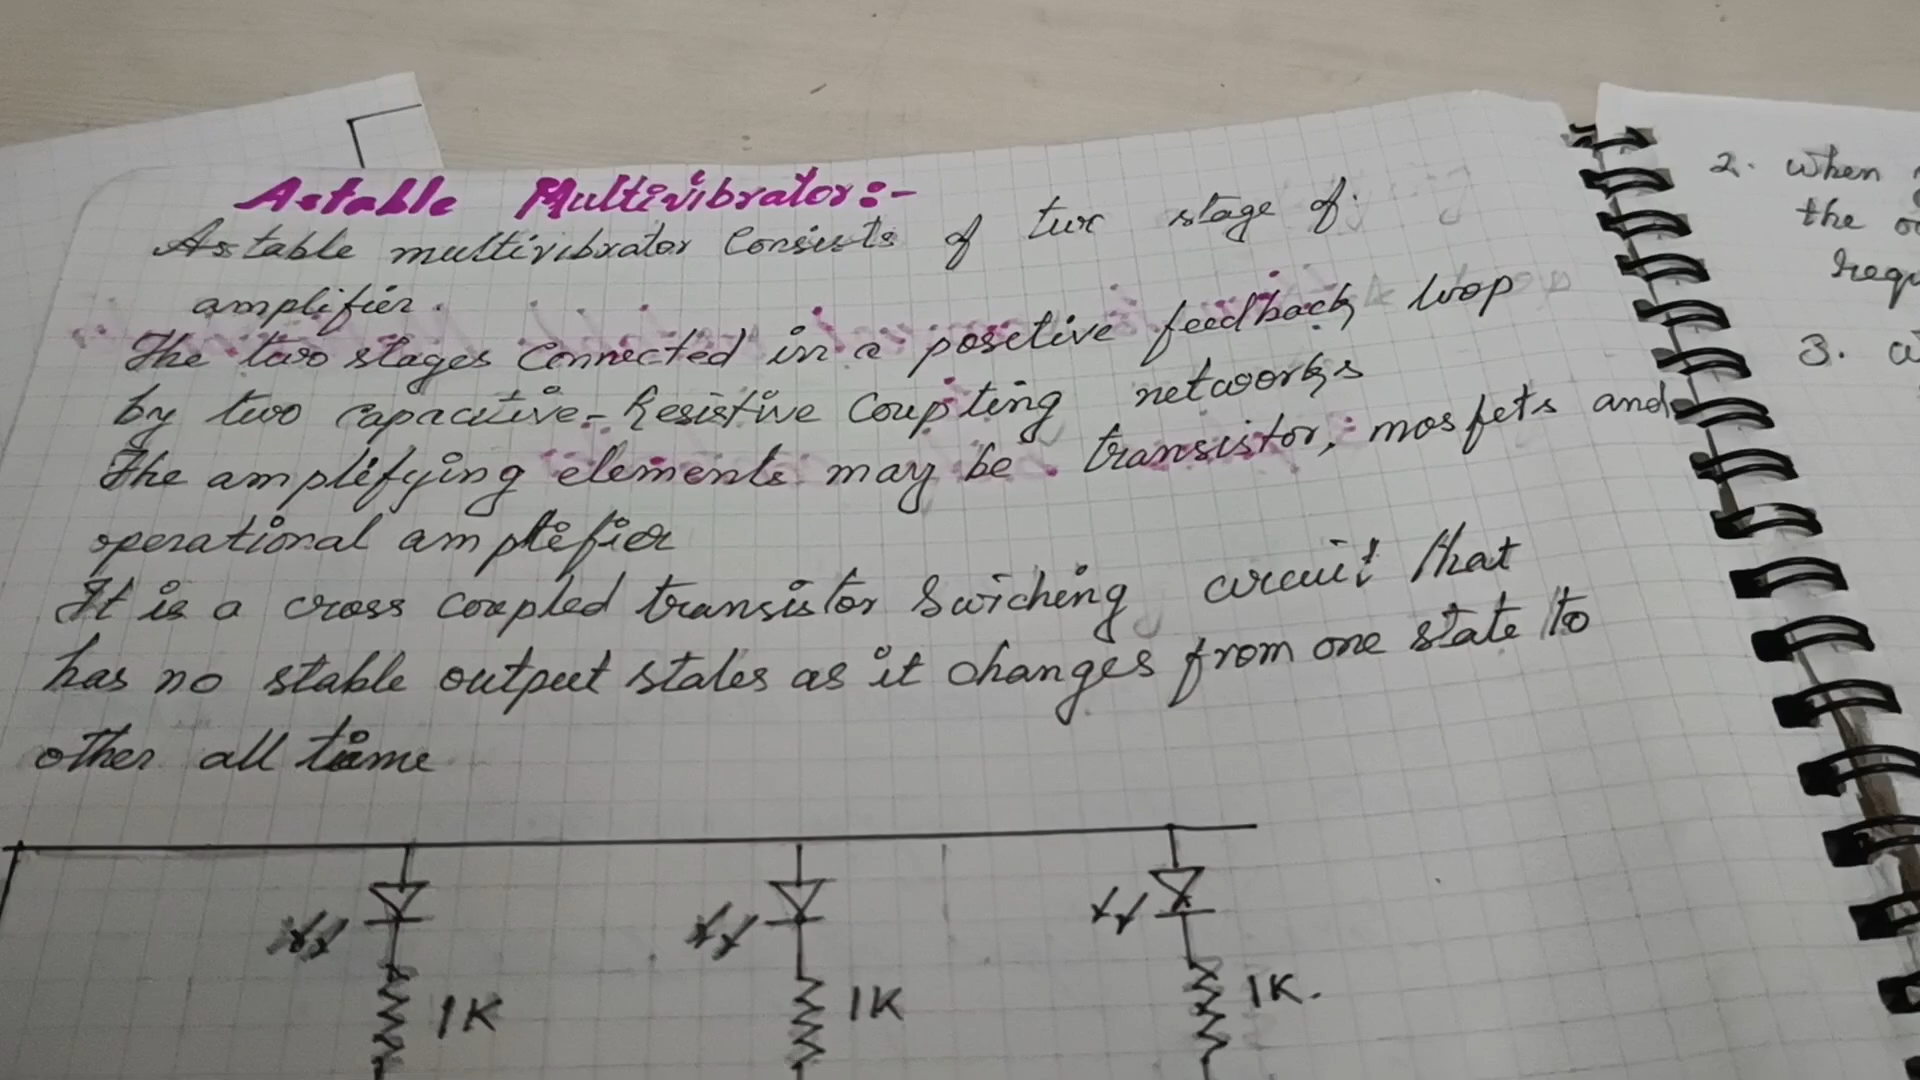 Astable Multivibrator:-
Astable multivibrator Consists of two stage of
amplifier.
The two stages Connected in a posetive feedback loop
by two capacitive-Resistive Coupling networks
The amplifying elements may be transistor, mosfets and
operational amplifier
It is a cross coupled transistor Swiching circuit that
has no stable output states as it changes from one state to
other all time
1K
1K
1K.
2. when
the
3.